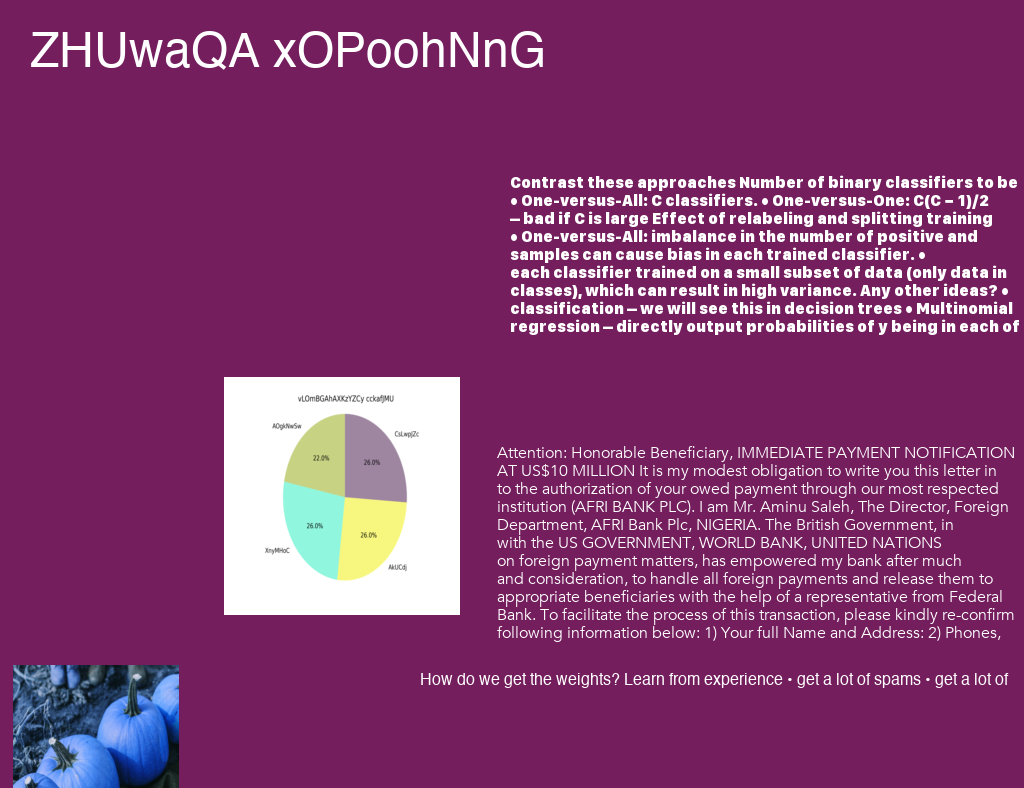 ZHUwaQA xOPoohNnG
Contrast these approaches Number of binary classifiers to be
• One-versus-All: C classifiers. • One-versus-One: C(C − 1)/2
– bad if C is large Effect of relabeling and splitting training
• One-versus-All: imbalance in the number of positive and
samples can cause bias in each trained classifier. •
each classifier trained on a small subset of data (only data in
classes), which can result in high variance. Any other ideas? •
classification – we will see this in decision trees • Multinomial
regression – directly output probabilities of y being in each of
vLOmBGAhAXKzYZCy cckafJMU
AOgkNwSw
CsLwpJZc
22.0%
26.0%
26.0%
26.0%
XnyMHoC
AkUCdj
Attention: Honorable Beneficiary, IMMEDIATE PAYMENT NOTIFICATION
AT US$10 MILLION It is my modest obligation to write you this letter in
to the authorization of your owed payment through our most respected
institution (AFRI BANK PLC). I am Mr. Aminu Saleh, The Director, Foreign
Department, AFRI Bank Plc, NIGERIA. The British Government, in
with the US GOVERNMENT, WORLD BANK, UNITED NATIONS
on foreign payment matters, has empowered my bank after much
and consideration, to handle all foreign payments and release them to
appropriate beneficiaries with the help of a representative from Federal
Bank. To facilitate the process of this transaction, please kindly re-confirm
following information below: 1) Your full Name and Address: 2) Phones,
How do we get the weights? Learn from experience • get a lot of spams • get a lot of